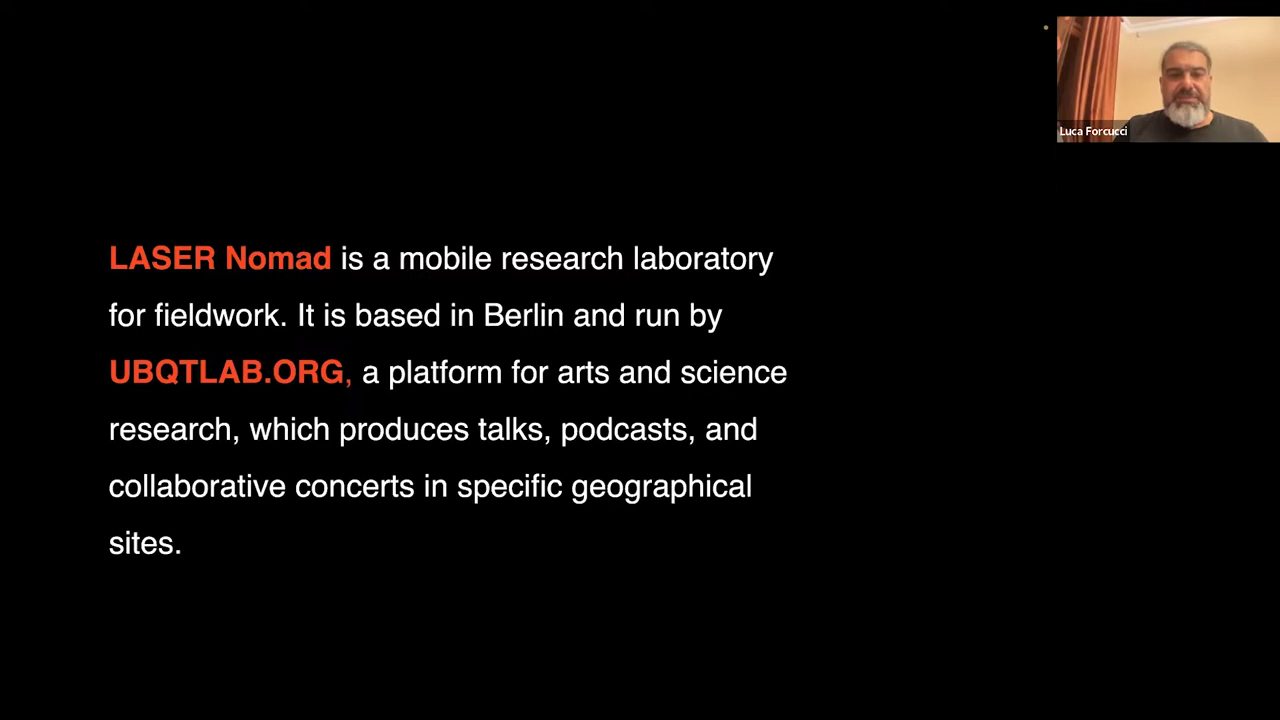 Luca Forcucci
LASER Nomad is a mobile research laboratory
for fieldwork. It is based in Berlin and run by
UBQTLAB.ORG, a platform for arts and science
research, which produces talks, podcasts, and
collaborative concerts in specific geographical
sites.